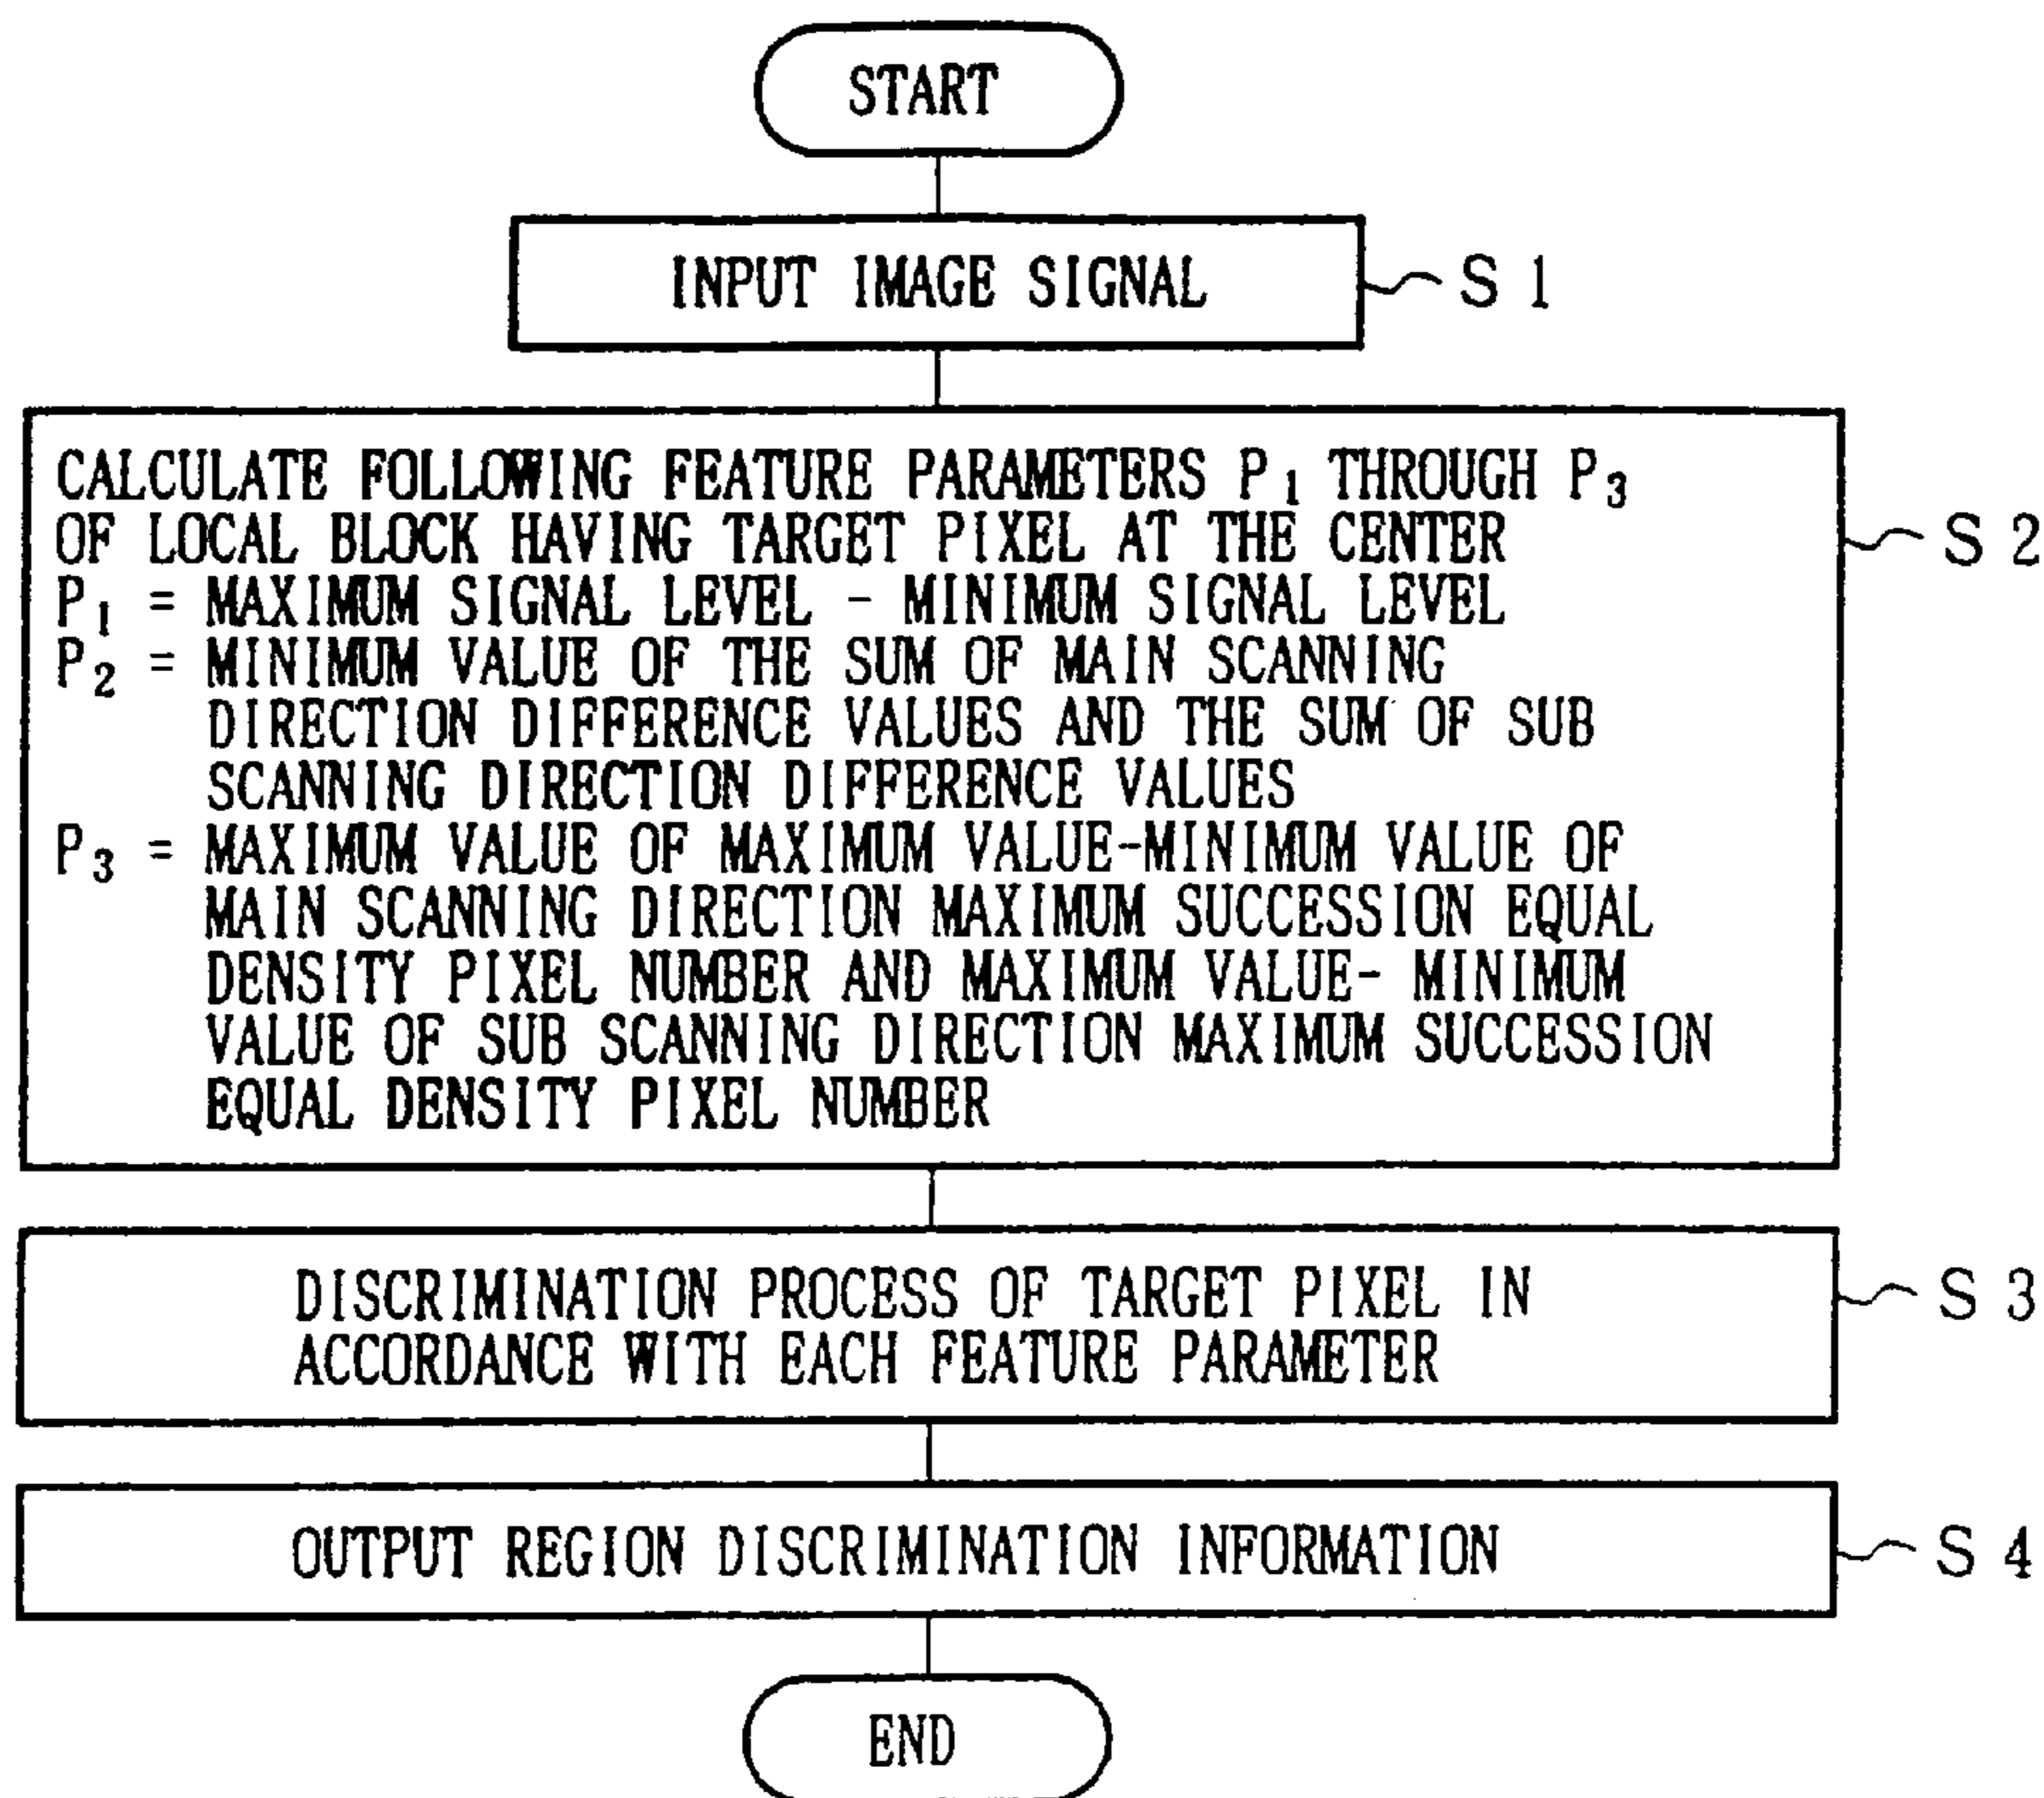 START
INPUT IMAGE SIGNAL
S 1
CALCULATE FOLLOWING FEATURE PARAMETERS P1 THROUGH P3
OF LOCAL BLOCK HAVING TARGET PIXEL AT THE CENTER
S 2
P1 = MAXIMUM SIGNAL LEVEL - MINIMUM SIGNAL LEVEL
P2 = MINIMUM VALUE OF THE SUM OF MAIN SCANNING
DIRECTION DIFFERENCE VALUES AND THE SUM OF SUB
SCANNING DIRECTION DIFFERENCE VALUES
P3 = MAXIMUM VALUE OF MAXIMUM VALUE-MINIMUM VALUE OF
MAIN SCANNING DIRECTION MAXIMUM SUCCESSION EQUAL
DENSITY PIXEL NUMBER AND MAXIMUM VALUE- MINIMUM
VALUE OF SUB SCANNING DIRECTION MAXIMUM SUCCESSION
EQUAL DENSITY PIXEL NUMBER
DISCRIMINATION PROCESS OF TARGET PIXEL IN
ACCORDANCE WITH EACH FEATURE PARAMETER
S 3
OUTPUT REGION DISCRIMINATION INFORMATION
S 4
END